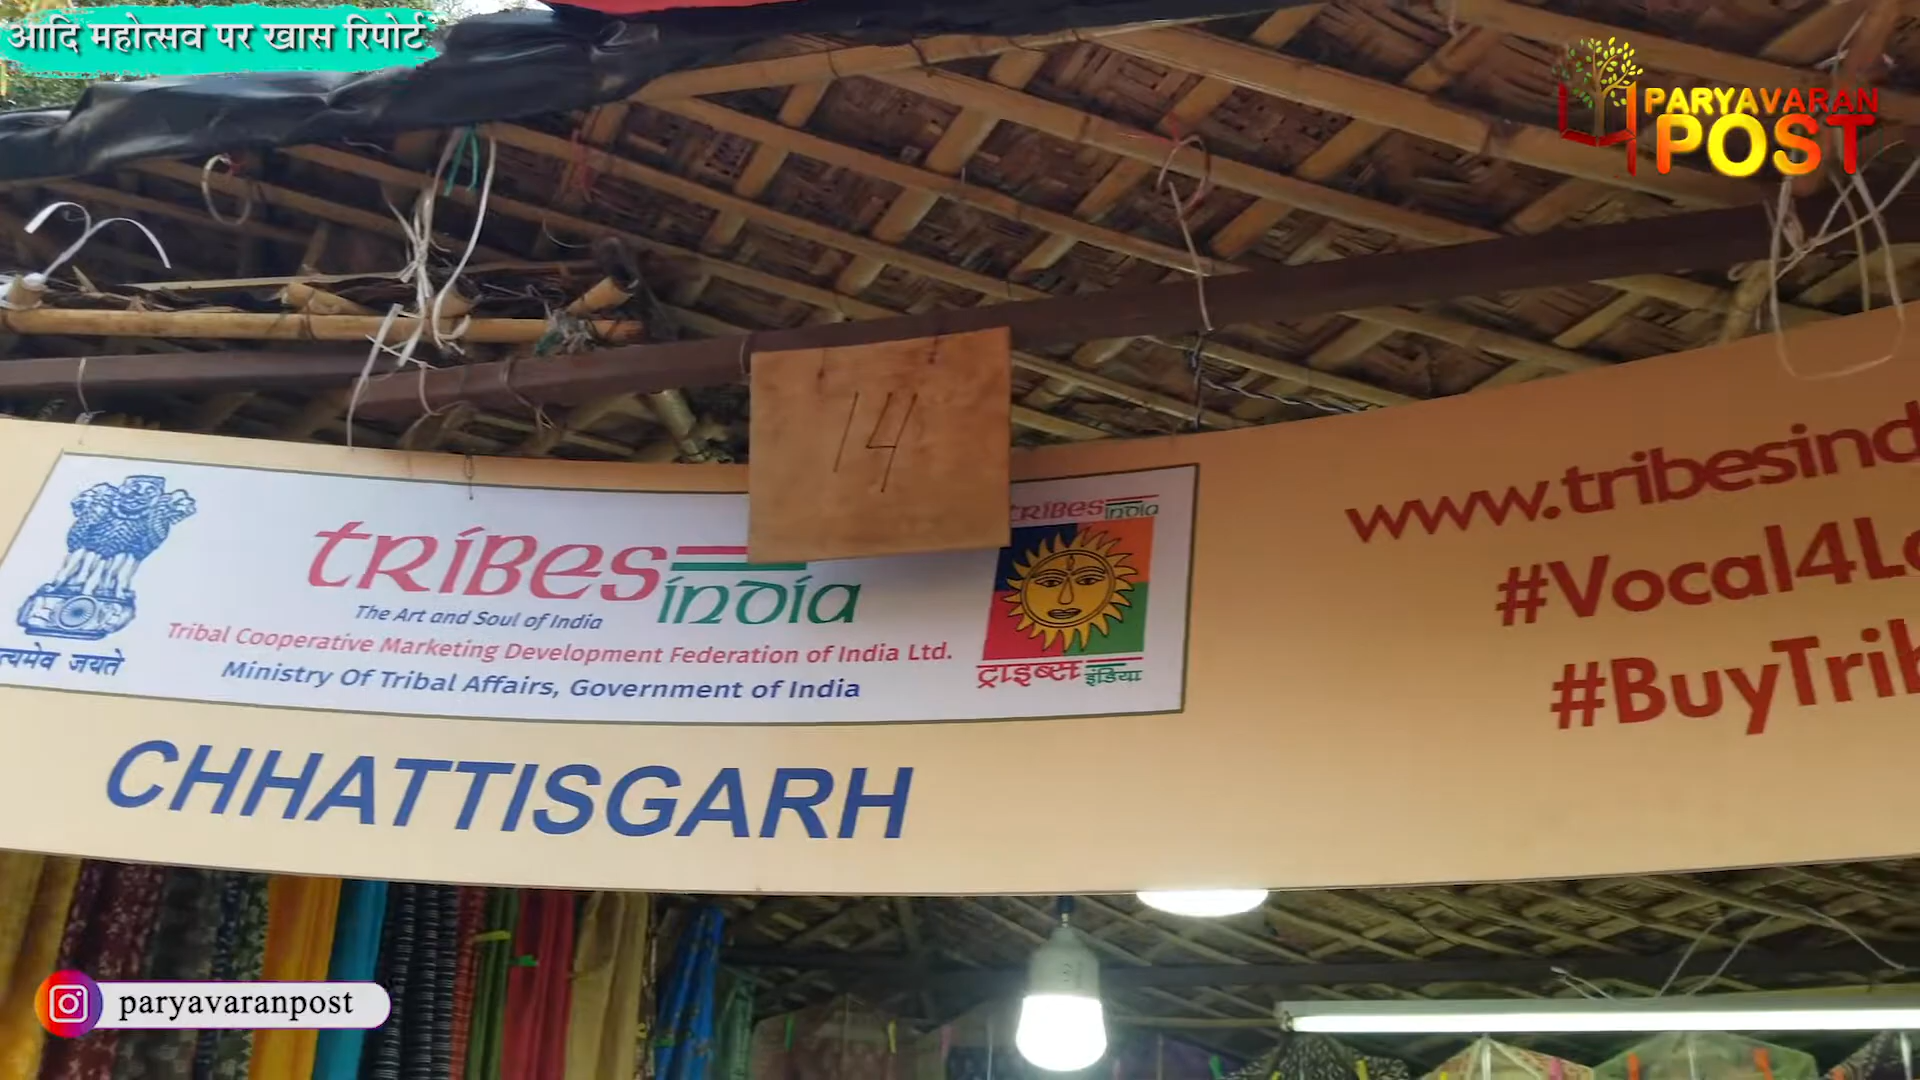 आदि महोत्सव पर खास रिपोर्ट
PARYAVARAN
POST
14
TRIBES
INDIA
The Art and Soul of India
Tribal Cooperative Marketing Development Federation of India Ltd.
Ministry Of Tribal Affairs, Government of India
जयते
TRIBES INDIA
ट्राइब्स इंडिया
CHHATTISGARH
www.tribesind
#Vocal4Lo
#BuyTrib
paryavaranpost